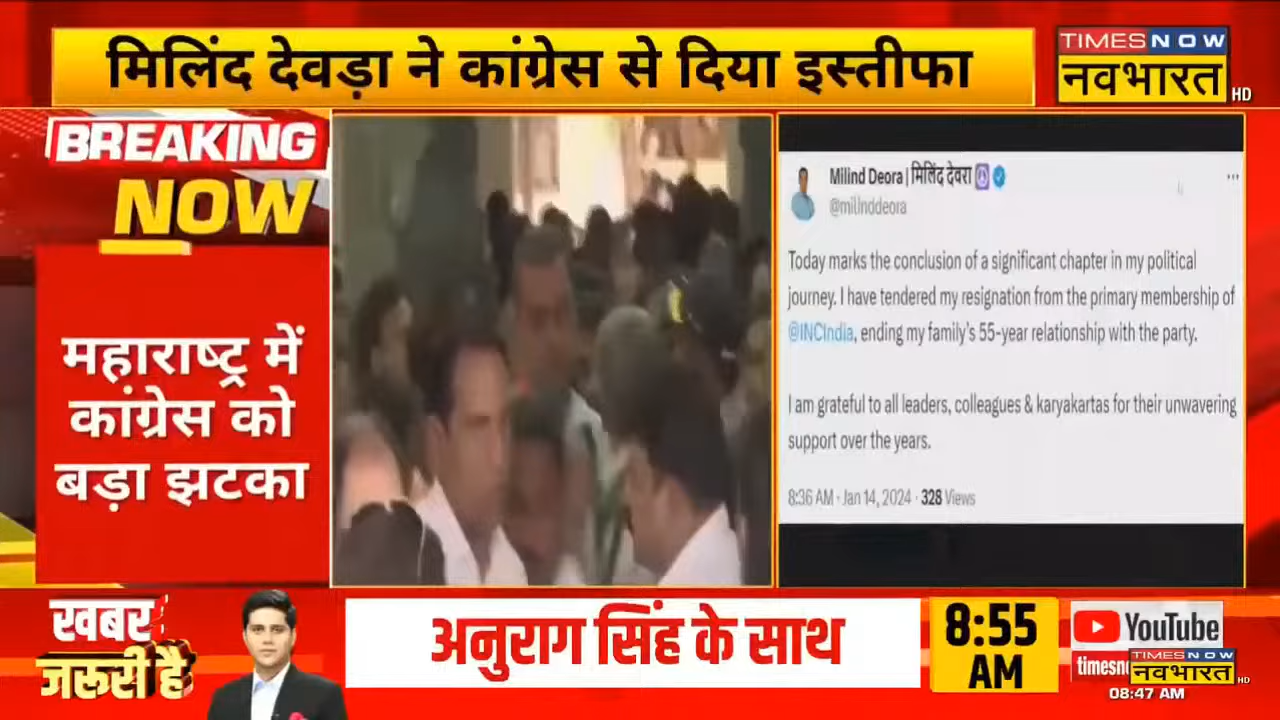 मिलिंद देवड़ा ने कांग्रेस से दिया इस्तीफा
TIMES NOW
नवभारत
HD
BREAKING
NOW
महाराष्ट्र में
कांग्रेस को
बड़ा झटका
Milind Deora | मिलिंद देवरा
@milinddeora
Today marks the conclusion of a significant chapter in my political
journey. I have tendered my resignation from the primary membership of
@INCIndia, ending my family's 55-year relationship with the party.
I am grateful to all leaders, colleagues & karyakartas for their unwavering
support over the years.
8:36 AM · Jan 14, 2024 · 328 Views
खबर
जरूरी है
अनुराग सिंह के साथ
8:55
AM
YouTube
timesno
TIMES NOW
नवभारत
HD
08:47 AM